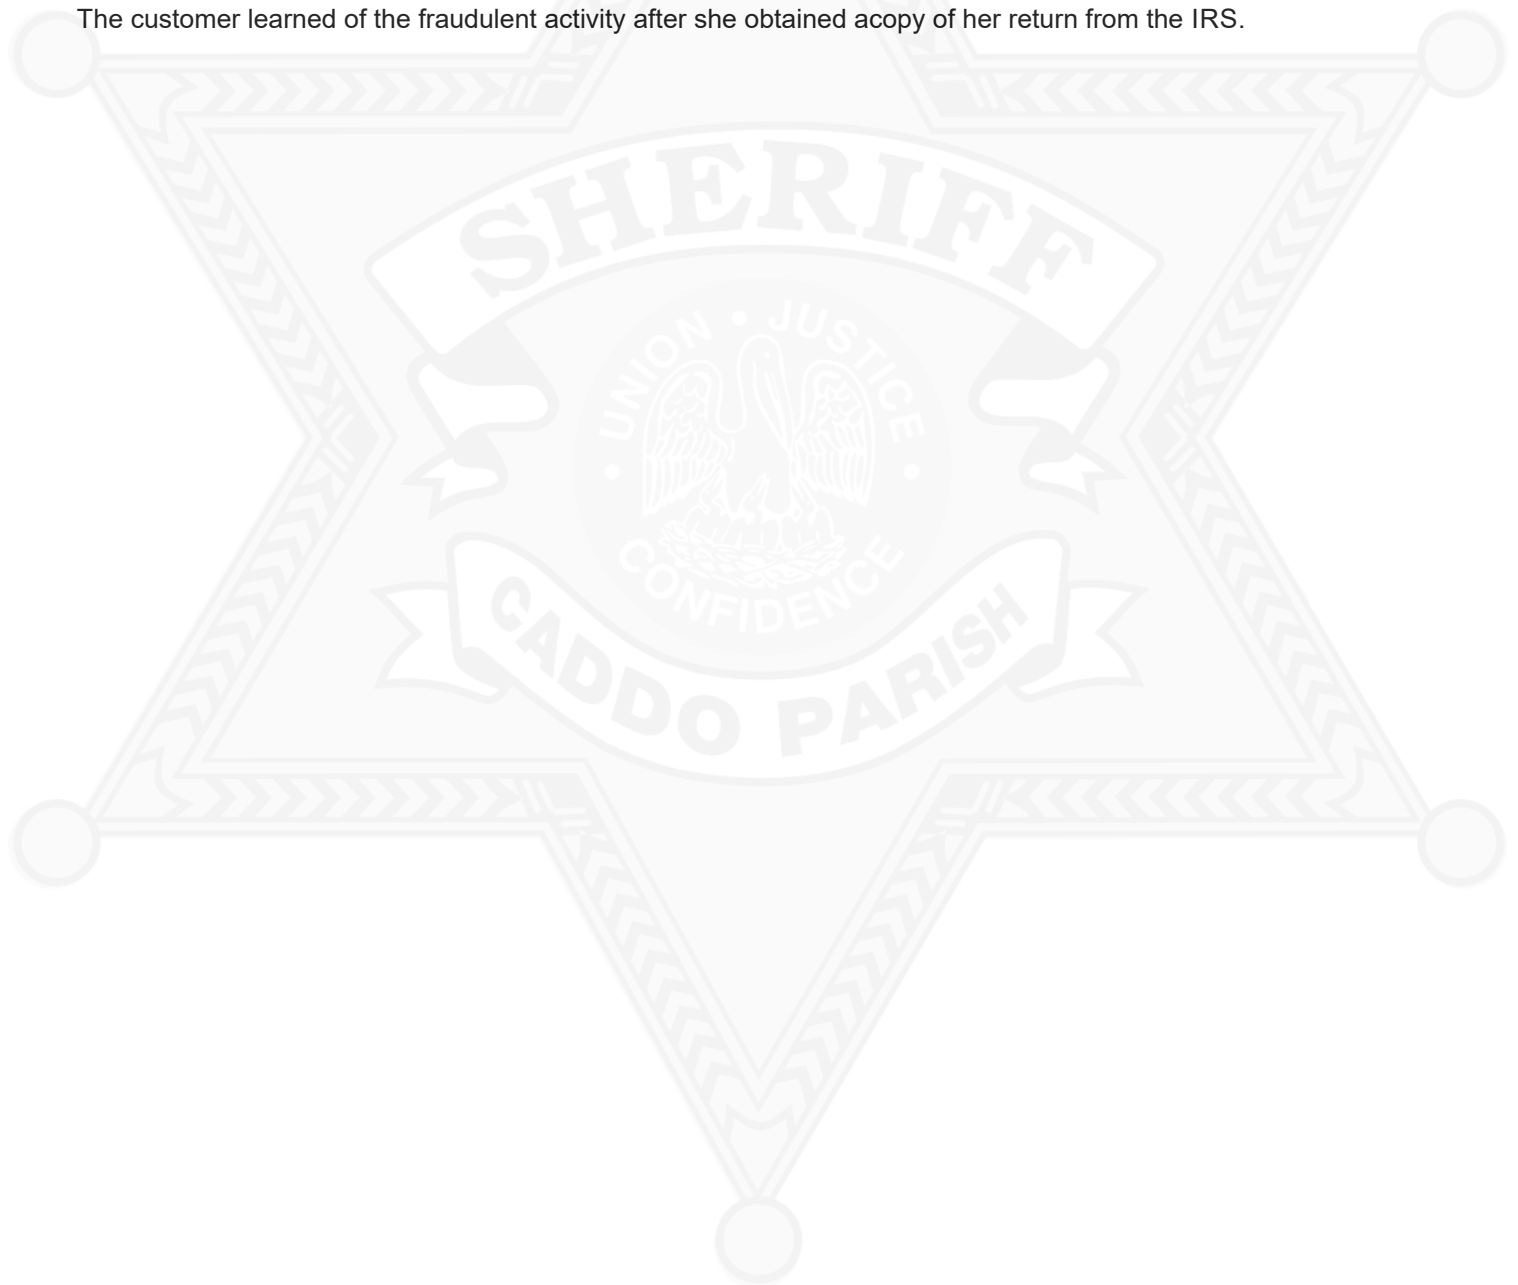 The customer learned of the fraudulent activity after she obtained acopy of her return from the IRS.
SHERIFF
UNION • JUSTICE
• CONFIDENCE •
CADDO PARISH